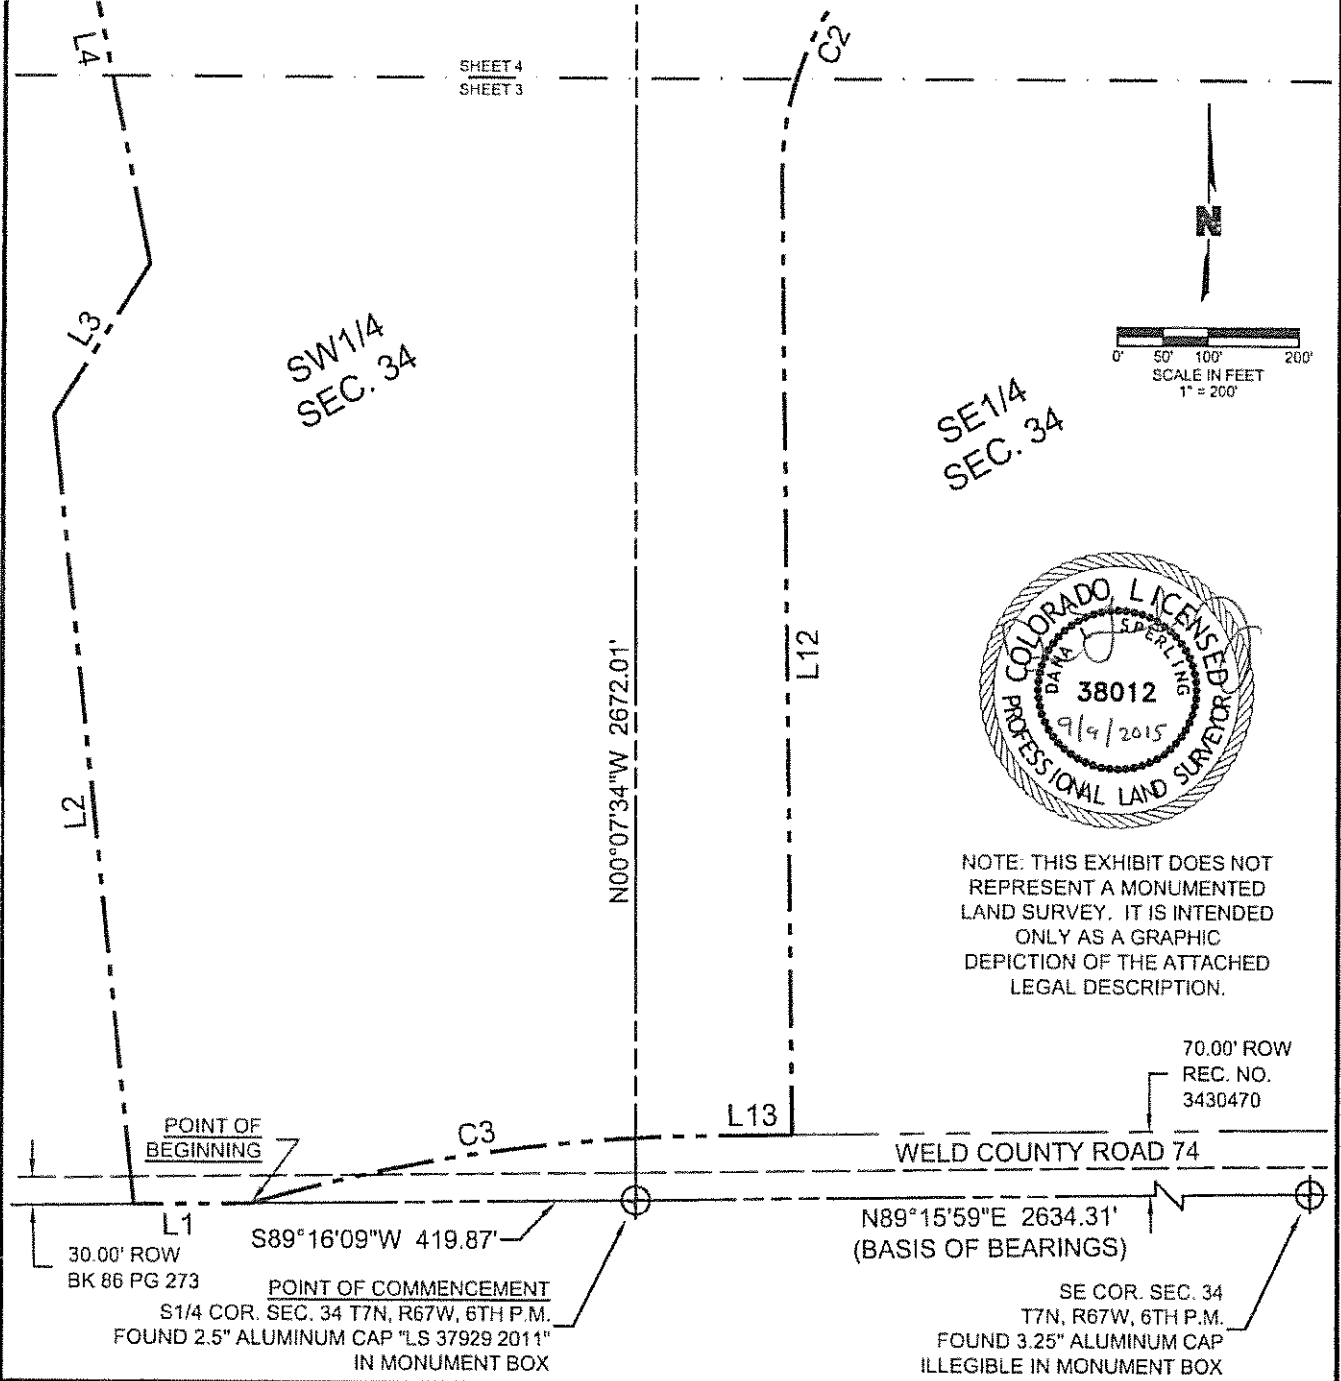 L4
C2
SHEET 4
SHEET 3
N
L3
SW1/4
SEC. 34
0' 50' 100' 200'
SCALE IN FEET
1" = 200'
SE1/4
SEC. 34
COLORADO LICENSED
DANA L SPERLING
38012
9/9/2015
PROFESSIONAL LAND SURVEYOR
L12
N00°07'34"W 2672.01'
L2
NOTE: THIS EXHIBIT DOES NOT
REPRESENT A MONUMENTED
LAND SURVEY. IT IS INTENDED
ONLY AS A GRAPHIC
DEPICTION OF THE ATTACHED
LEGAL DESCRIPTION.
70.00' ROW
REC. NO.
3430470
POINT OF
BEGINNING
C3
L13
WELD COUNTY ROAD 74
L1
S89°16'09"W 419.87'
N89°15'59"E 2634.31'
(BASIS OF BEARINGS)
30.00' ROW
BK 86 PG 273
POINT OF COMMENCEMENT
S1/4 COR. SEC. 34 T7N, R67W, 6TH P.M.
FOUND 2.5" ALUMINUM CAP "LS 37929 2011"
IN MONUMENT BOX
SE COR. SEC. 34
T7N, R67W, 6TH P.M.
FOUND 3.25" ALUMINUM CAP
ILLEGIBLE IN MONUMENT BOX